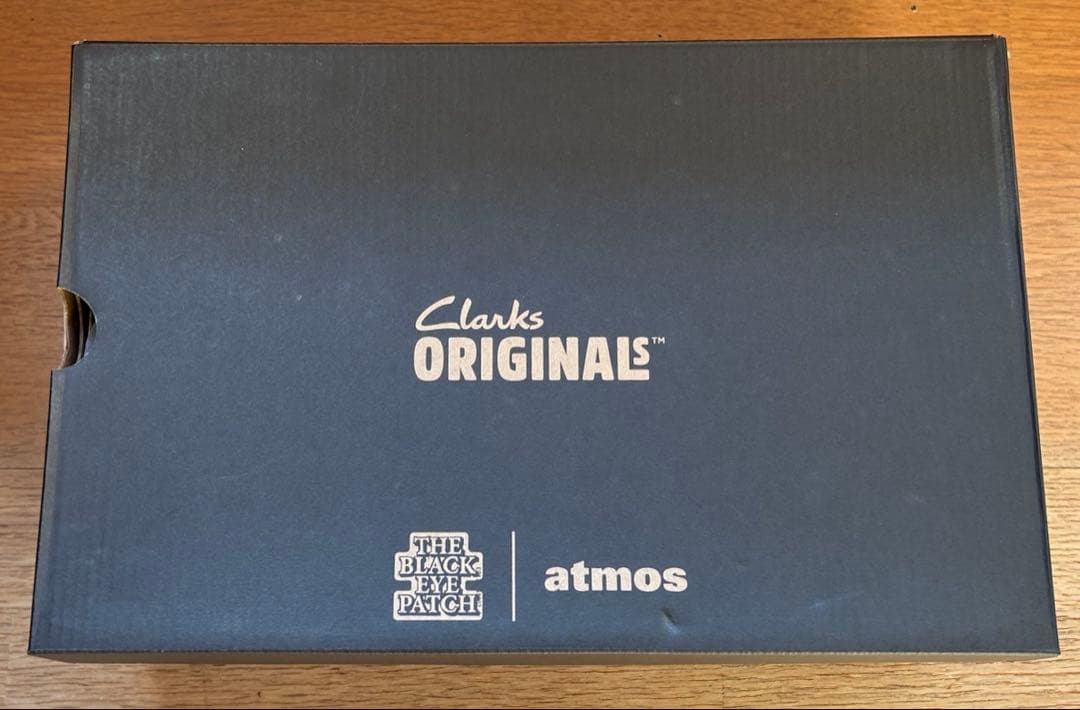 Clarks
ORIGINALS™
THE
BLACK
EYE
PATCH
atmos